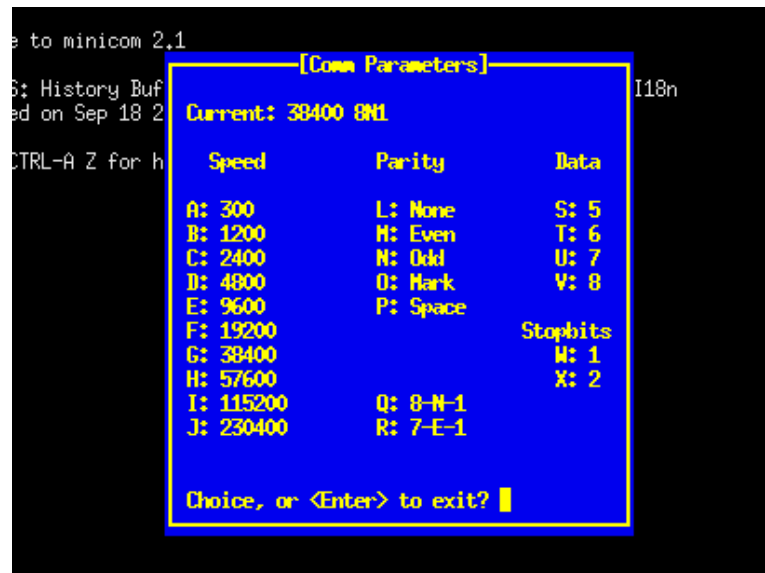 e to minicom 2.1
[Comm Parameters]
S: History Buf I18n
Current: 38400 8N1
ed on Sep 18 2
Speed Parity Data
CTRL-A Z for h
A: 300 L: None S: 5
B: 1200 M: Even T: 6
C: 2400 N: Odd U: 7
D: 4800 O: Mark V: 8
E: 9600 P: Space
F: 19200 Stopbits
G: 38400 W: 1
H: 57600 X: 2
I: 115200 Q: 8-N-1
J: 230400 R: 7-E-1
Choice, or <Enter> to exit?